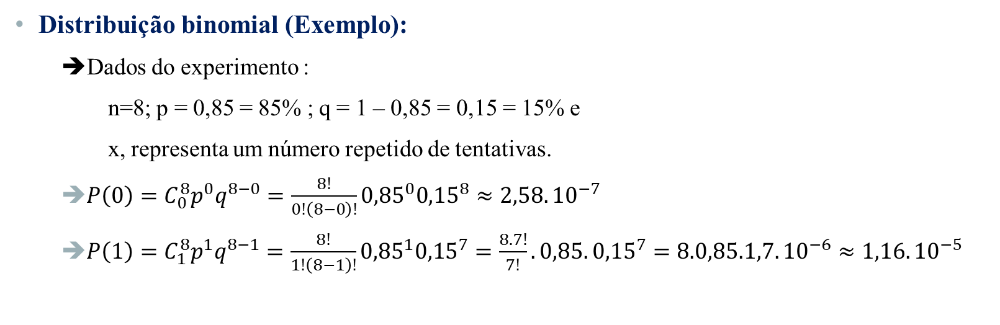 • Distribuição binomial (Exemplo):
➔Dados do experimento :
n=8; p = 0,85 = 85% ; q = 1 – 0,85 = 0,15 = 15% e
x, representa um número repetido de tentativas.
➔$P(0) = C_0^8 p^0 q^{8-0} = \frac{8!}{0!(8-0)!} 0,85^0 0,15^8 \approx 2,58.10^{-7}$
➔$P(1) = C_1^8 p^1 q^{8-1} = \frac{8!}{1!(8-1)!} 0,85^1 0,15^7 = \frac{8.7!}{7!}.0,85.0,15^7 = 8.0,85.1,7.10^{-6} \approx 1,16.10^{-5}$